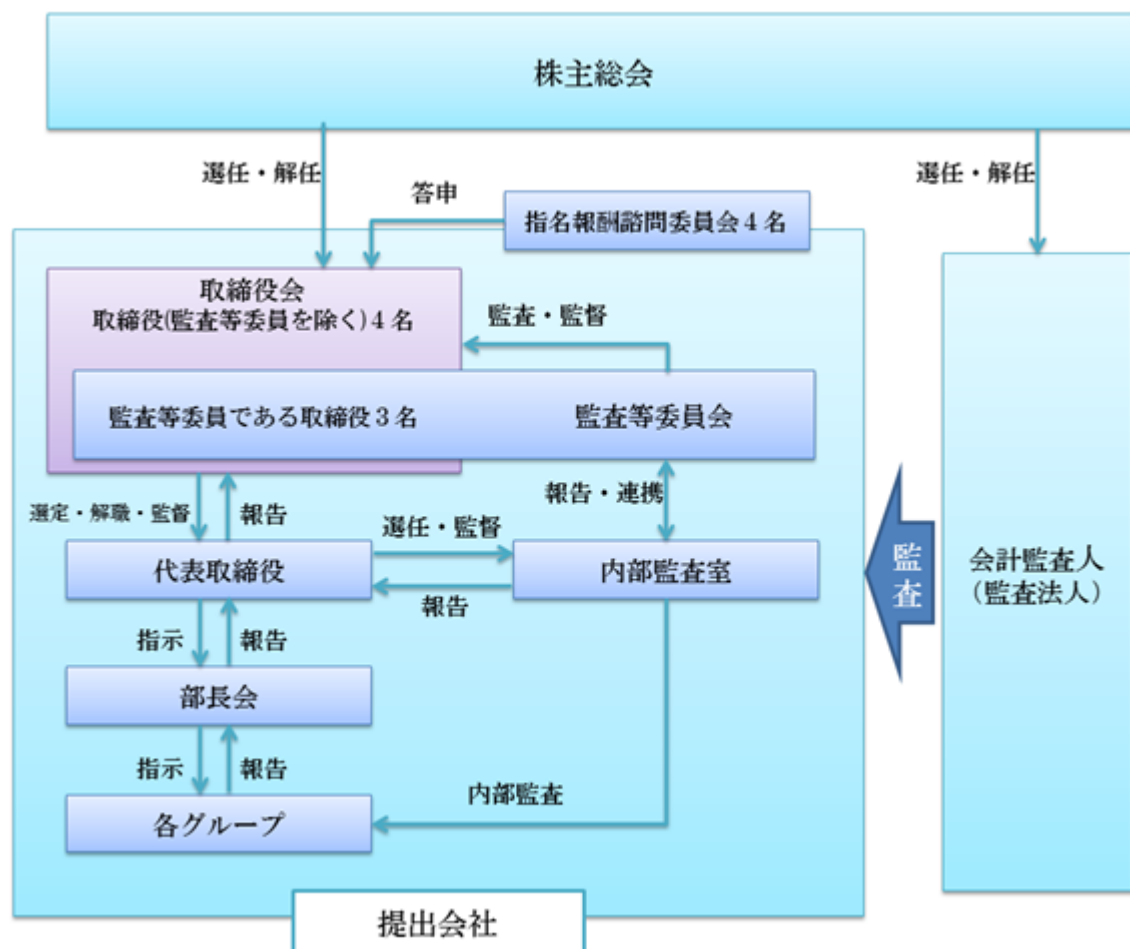 株主総会
選任・解任
選任・解任
答申
指名報酬諮問委員会4名
取締役会
取締役(監査等委員を除く)4名
監査・監督
監査等委員である取締役3名
監査等委員会
報告・連携
選定・解職・監督
報告
選任・監督
代表取締役
内部監査室
報告
監査
会計監査人
(監査法人)
指示
報告
部長会
指示
報告
内部監査
各グループ
提出会社